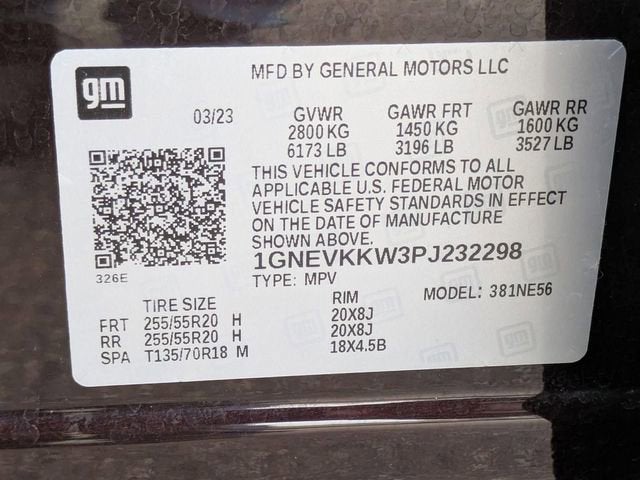 gm
MFD BY GENERAL MOTORS LLC
03/23 GVWR GAWR FRT GAWR RR
2800 KG 1450 KG 1600 KG
6173 LB 3196 LB 3527 LB
THIS VEHICLE CONFORMS TO ALL
APPLICABLE U.S. FEDERAL MOTOR
VEHICLE SAFETY STANDARDS IN EFFECT
ON THE DATE OF MANUFACTURE
SHOWN ABOVE.
326E
1GNEVKKW3PJ232298
TYPE: MPV MODEL: 381NE56
TIRE SIZE RIM
FRT 255/55R20 H 20X8J
RR 255/55R20 H 20X8J
SPA T135/70R18 M 18X4.5B